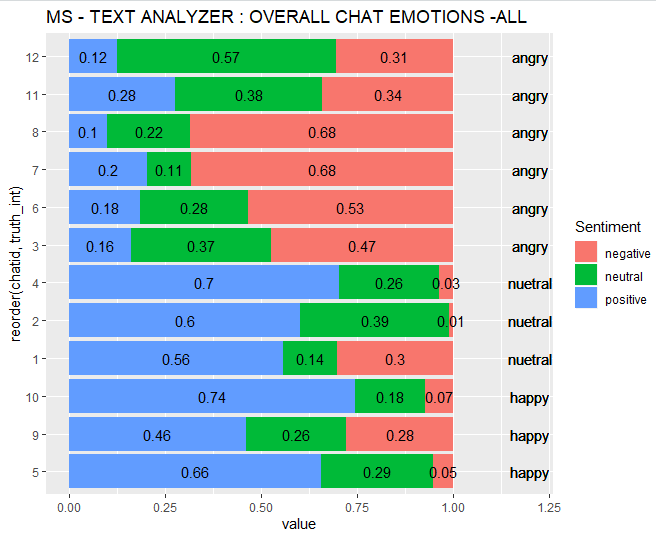 MS - TEXT ANALYZER : OVERALL CHAT EMOTIONS -ALL
reorder(chatid, truth_int)
12 0.12 0.57 0.31 angry
11 0.28 0.38 0.34 angry
8 0.1 0.22 0.68 angry
7 0.2 0.11 0.68 angry
6 0.18 0.28 0.53 angry
3 0.16 0.37 0.47 angry
4 0.7 0.26 0.03 nuetral
2 0.6 0.39 0.01 nuetral
1 0.56 0.14 0.3 nuetral
10 0.74 0.18 0.07 happy
9 0.46 0.26 0.28 happy
5 0.66 0.29 0.05 happy
0.00 0.25 0.50 0.75 1.00 1.25
value
Sentiment
negative
neutral
positive